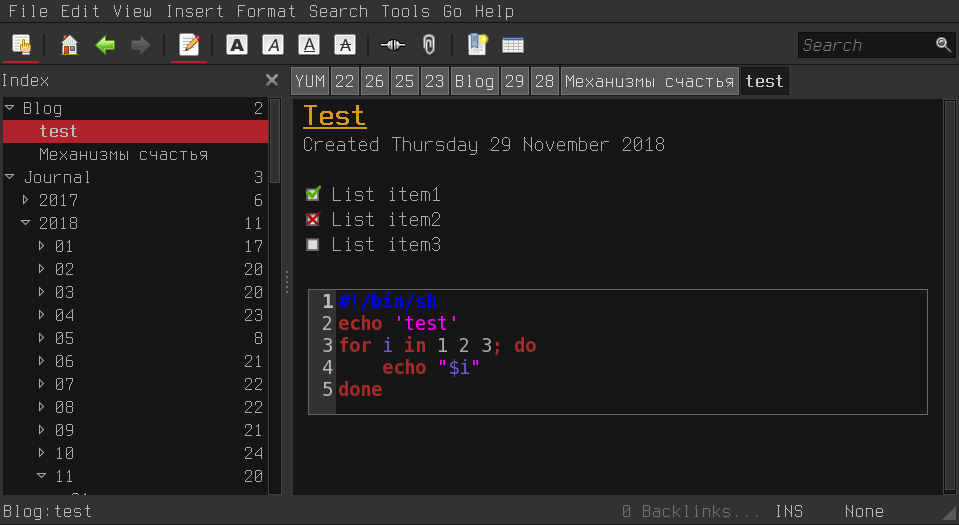 File Edit View Insert Format Search Tools Go Help
A A A A Search
Index
YUM 22 26 25 23 Blog 29 28 Механизмы счастья test
Blog 2
test
Механизмы счастья
Journal 3
2017 6
2018 11
01 17
02 20
03 20
04 23
05 8
06 21
07 22
08 22
09 21
10 24
11 20
Test
Created Thursday 29 November 2018
List item1
List item2
List item3
1 #!/bin/sh
2 echo 'test'
3 for i in 1 2 3; do
4     echo "$i"
5 done
Blog:test 0 Backlinks... INS None